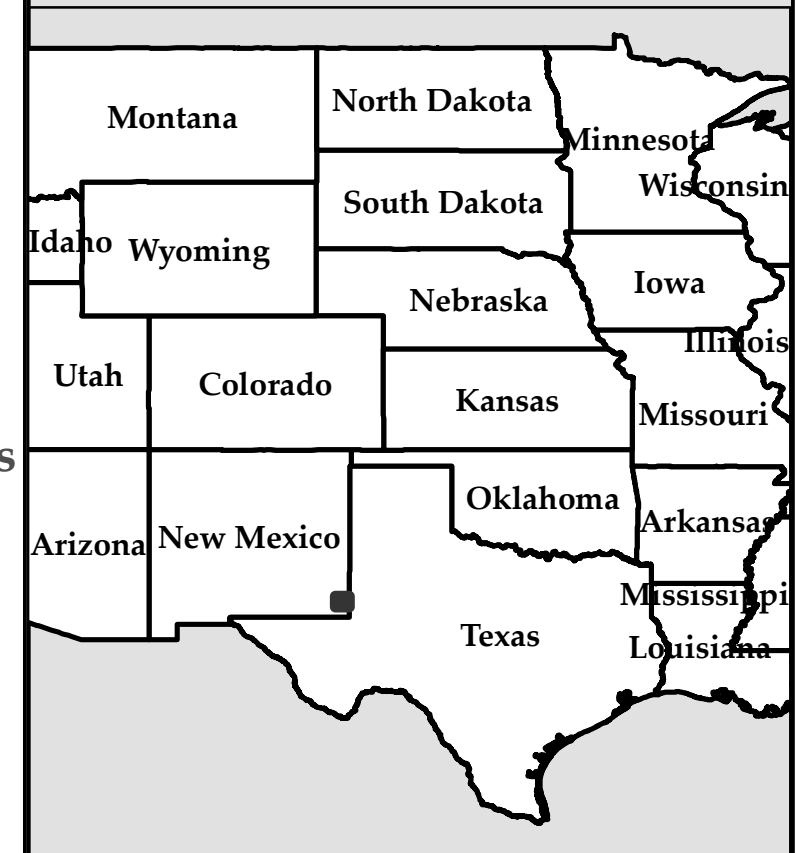 North Dakota
Montana
Minnesota
Wisconsin
South Dakota
Idaho
Wyoming
Iowa
Nebraska
Illinois
Utah
Colorado
Kansas
Missouri
s
Oklahoma
Arkansas
New Mexico
Arizona
Mississippi
Texas
Louisiana